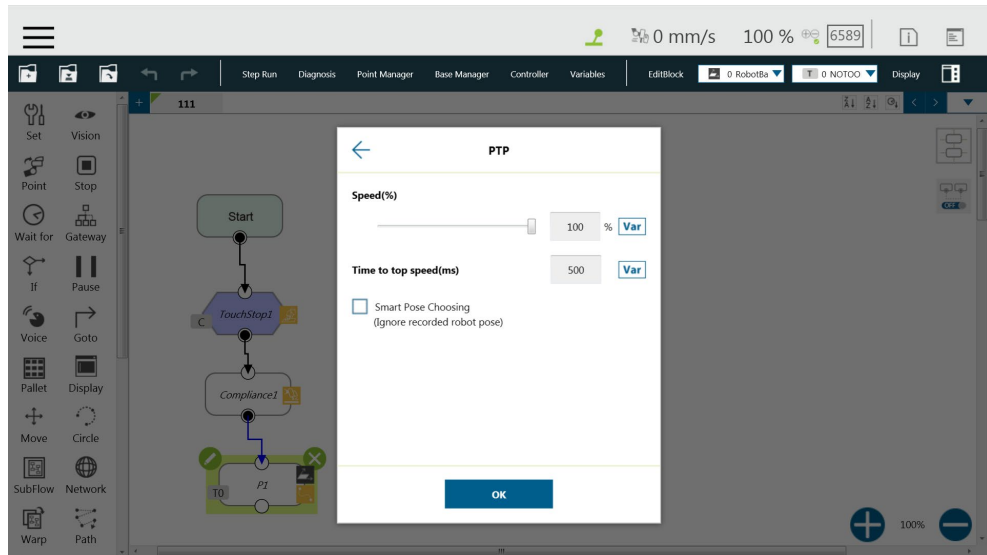 0 mm/s 100 % 6589
Step Run Diagnosis Point Manager Base Manager Controller Variables EditBlock 0 RobotBa T 0 NOTOO Display
+ 111
Set Vision
Point Stop
Wait for Gateway
If Pause
Voice Goto
Pallet Display
Move Circle
SubFlow Network
Warp Path
Start
C TouchStop1
Compliance1
T0 P1
PTP
Speed(%)
100 % Var
Time to top speed(ms) 500 Var
Smart Pose Choosing
(Ignore recorded robot pose)
OK
OFF
100%